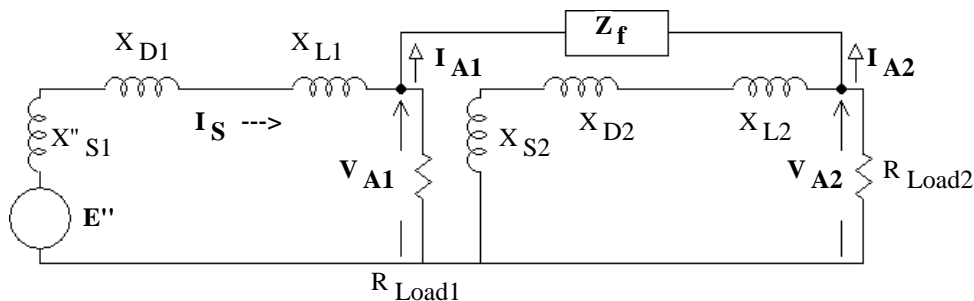 Z f
X D1
X L1
I A1
I A2
I S --->
X D2
X L2
X" S1
X S2
V A1
V A2
R Load2
E"
R Load1